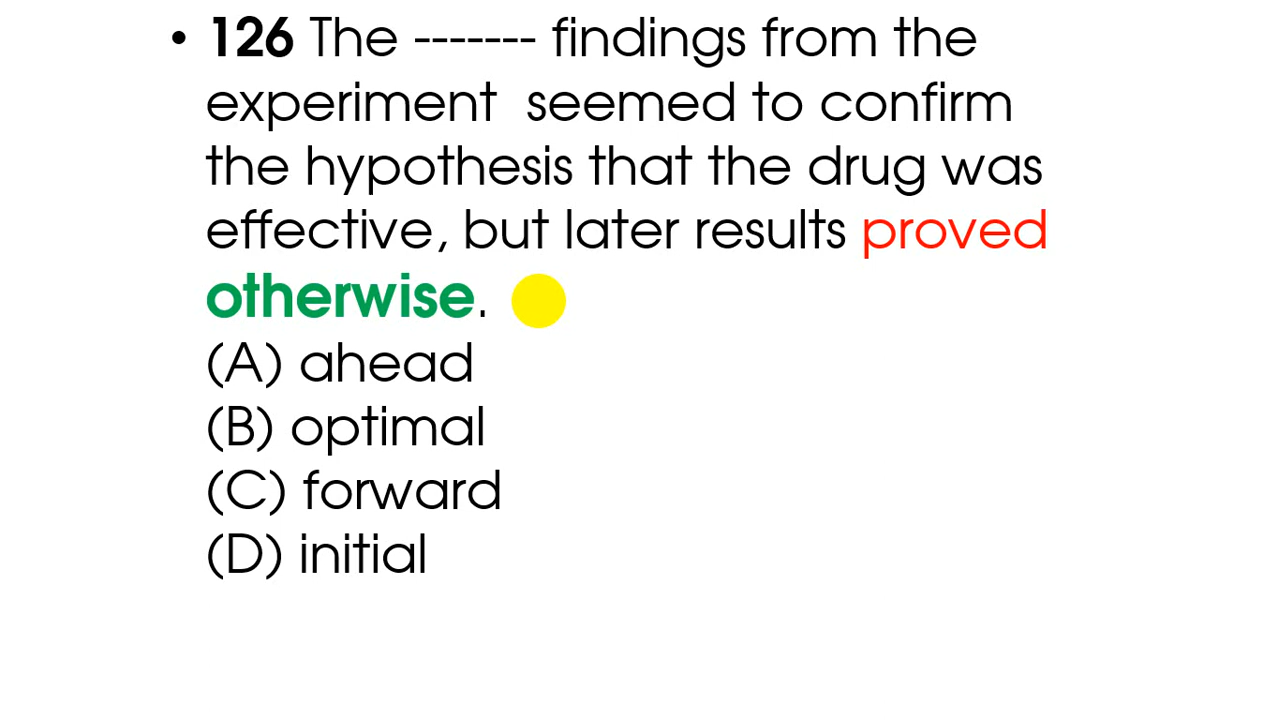 • 126 The ------- findings from the
experiment seemed to confirm
the hypothesis that the drug was
effective, but later results proved
otherwise.
(A) ahead
(B) optimal
(C) forward
(D) initial